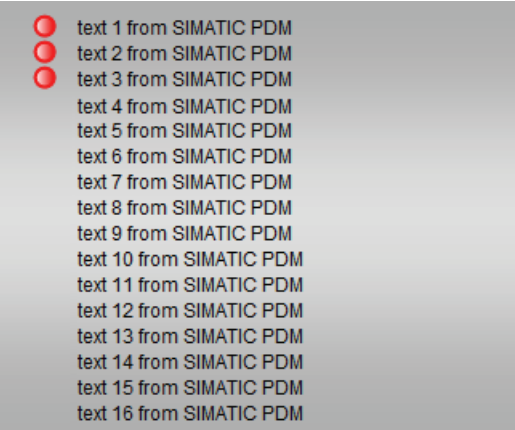 text 1 from SIMATIC PDM
text 2 from SIMATIC PDM
text 3 from SIMATIC PDM
text 4 from SIMATIC PDM
text 5 from SIMATIC PDM
text 6 from SIMATIC PDM
text 7 from SIMATIC PDM
text 8 from SIMATIC PDM
text 9 from SIMATIC PDM
text 10 from SIMATIC PDM
text 11 from SIMATIC PDM
text 12 from SIMATIC PDM
text 13 from SIMATIC PDM
text 14 from SIMATIC PDM
text 15 from SIMATIC PDM
text 16 from SIMATIC PDM